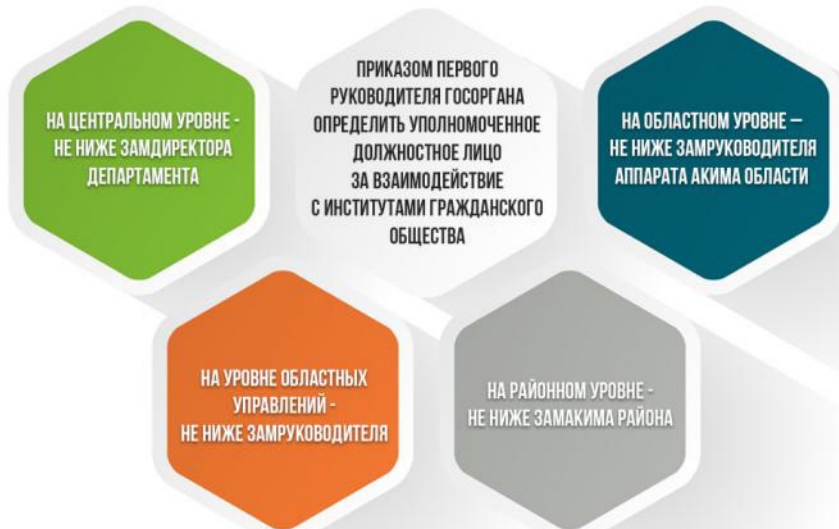 НА ЦЕНТРАЛЬНОМ УРОВНЕ -
НЕ НИЖЕ ЗАМДИРЕКТОРА
ДЕПАРТАМЕНТА
ПРИКАЗОМ ПЕРВОГО
РУКОВОДИТЕЛЯ ГОСОРГАНА
ОПРЕДЕЛИТЬ УПОЛНОМОЧЕННОЕ
ДОЛЖНОСТНОЕ ЛИЦО
ЗА ВЗАИМОДЕЙСТВИЕ
С ИНСТИТУТАМИ ГРАЖДАНСКОГО
ОБЩЕСТВА
НА ОБЛАСТНОМ УРОВНЕ –
НЕ НИЖЕ ЗАМРУКОВОДИТЕЛЯ
АППАРАТА АКИМА ОБЛАСТИ
НА УРОВНЕ ОБЛАСТНЫХ
УПРАВЛЕНИЙ -
НЕ НИЖЕ ЗАМРУКОВОДИТЕЛЯ
НА РАЙОННОМ УРОВНЕ -
НЕ НИЖЕ ЗАМАКИМА РАЙОНА